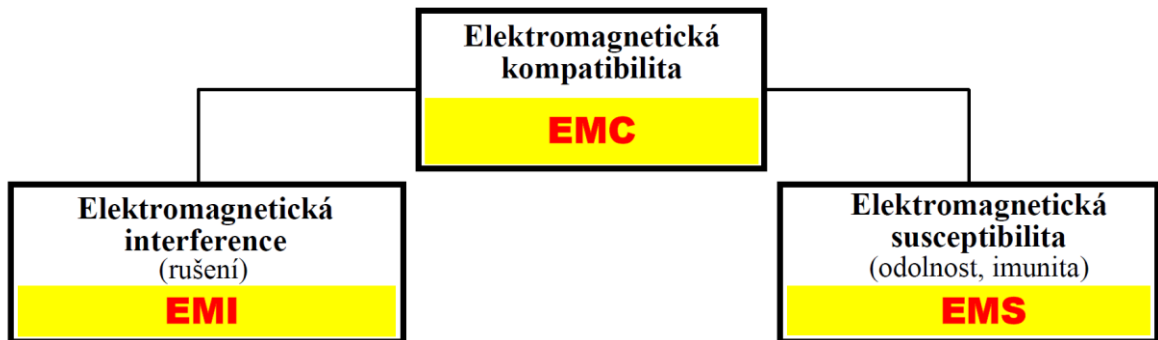 Elektromagnetická
kompatibilita
EMC
Elektromagnetická
interference
(rušení)
EMI
Elektromagnetická
susceptibilita
(odolnost, imunita)
EMS